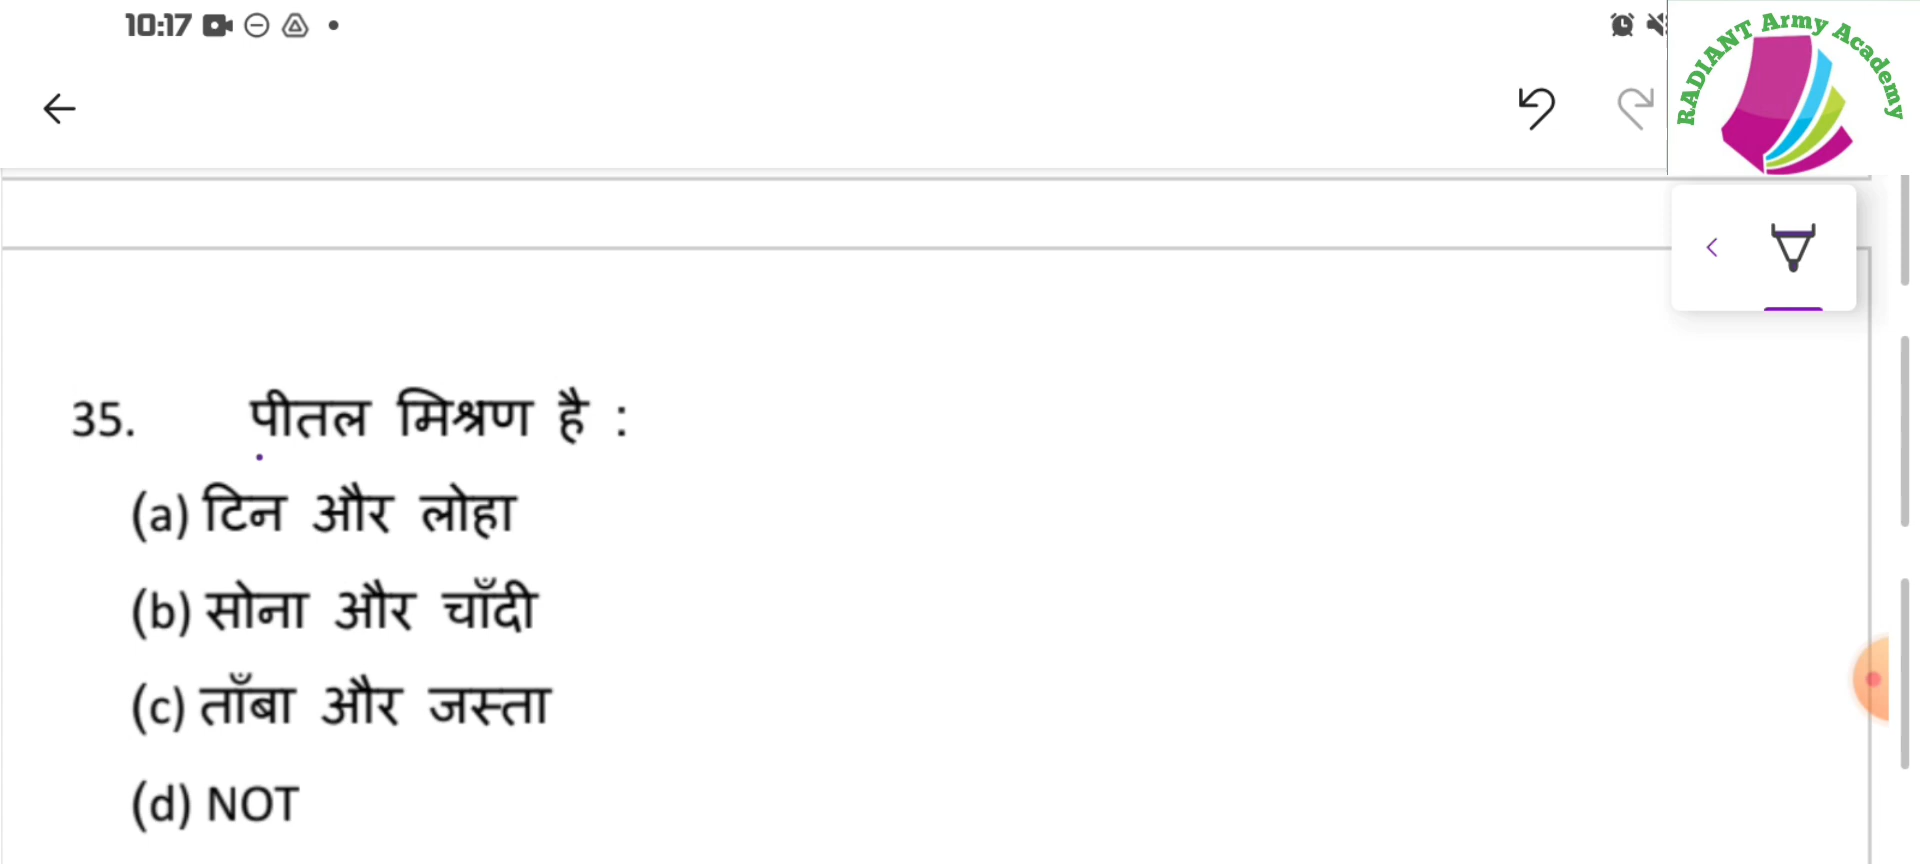 10:17
RADIANT Army Academy
35. पीतल मिश्रण है :
(a) टिन और लोहा
(b) सोना और चाँदी
(c) ताँबा और जस्ता
(d) NOT